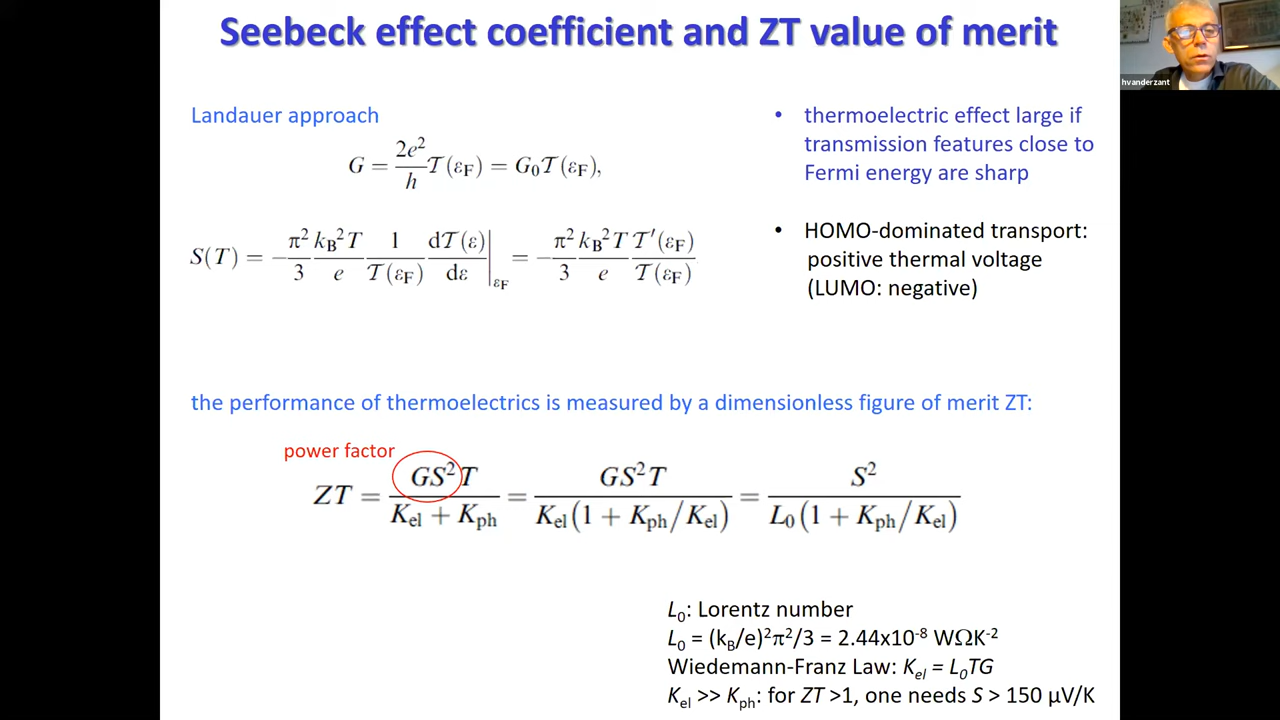 Seebeck effect coefficient and ZT value of merit
hvanderzant
Landauer approach
G = 2e²/h 𝒯(ε_F) = G₀𝒯(ε_F),
S(T) = −π²/3 k_B²T/e 1/𝒯(ε_F) d𝒯(ε)/dε|_ε_F = −π²/3 k_B²T/e 𝒯′(ε_F)/𝒯(ε_F)
• thermoelectric effect large if
transmission features close to
Fermi energy are sharp
• HOMO-dominated transport:
positive thermal voltage
(LUMO: negative)
the performance of thermoelectrics is measured by a dimensionless figure of merit ZT:
power factor
ZT = GS²T/(K_el + K_ph) = GS²T/(K_el(1 + K_ph/K_el)) = S²/(L₀(1 + K_ph/K_el))
L₀: Lorentz number
L₀ = (k_B/e)²π²/3 = 2.44x10⁻⁸ WΩK⁻²
Wiedemann-Franz Law: K_el = L₀TG
K_el >> K_ph: for ZT >1, one needs S > 150 μV/K